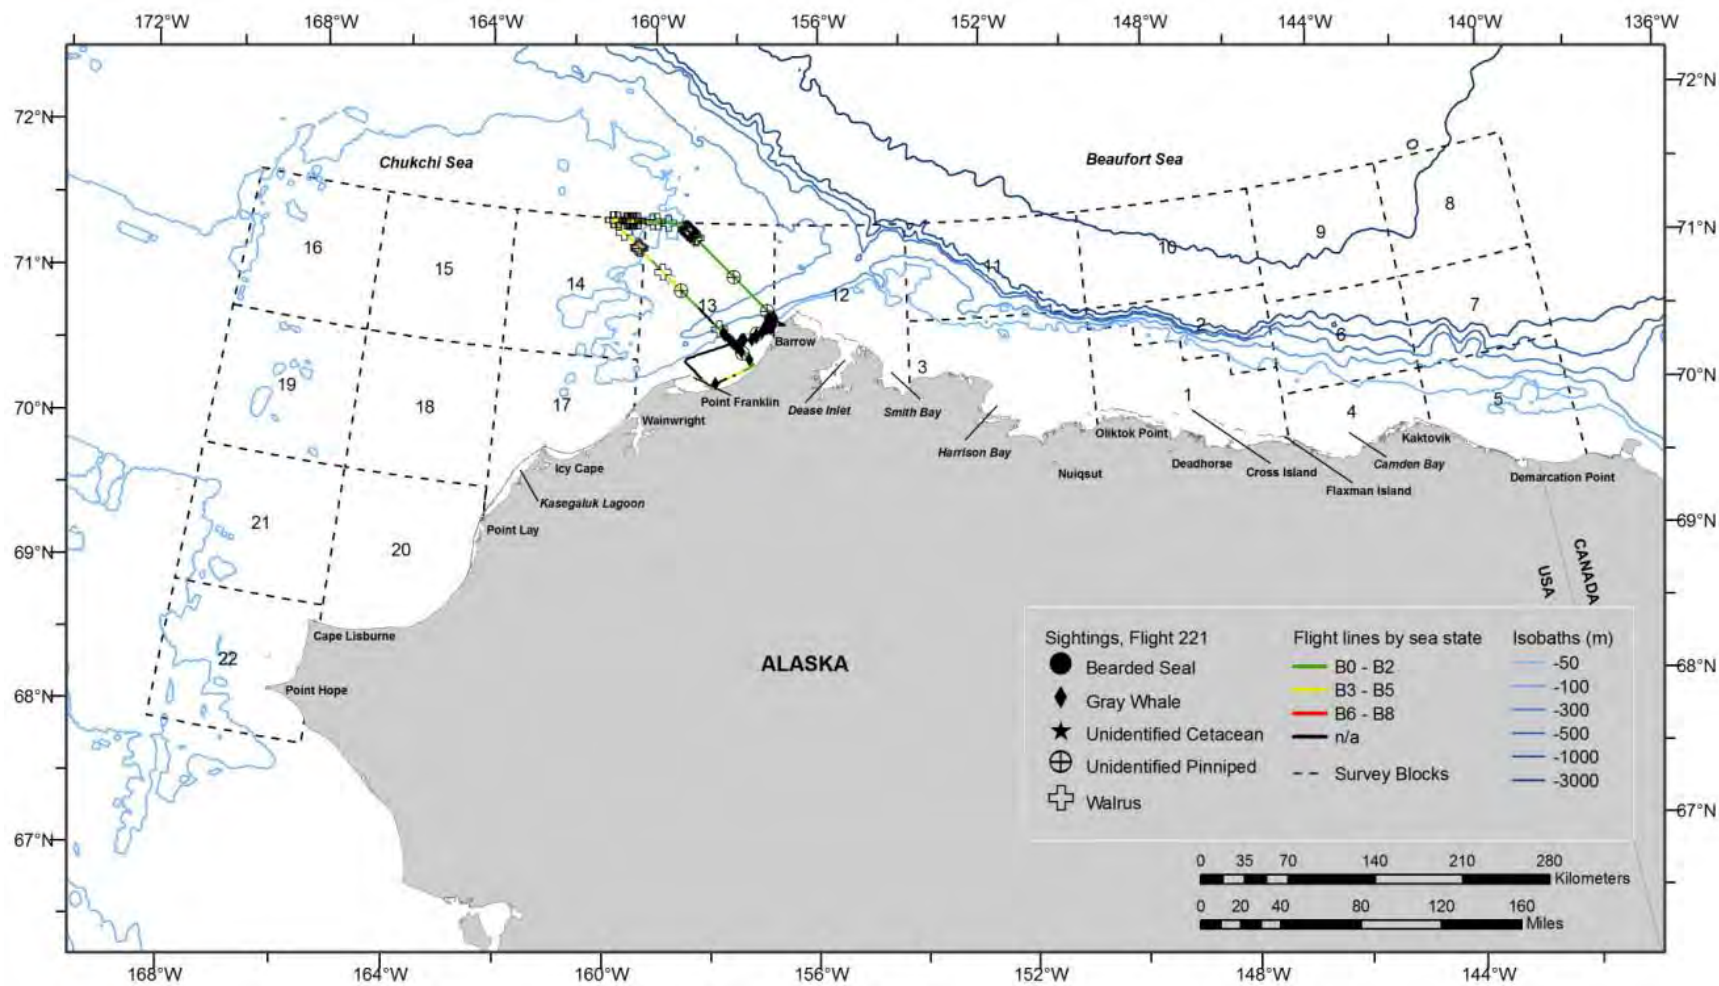 172°W 168°W 164°W 160°W 156°W 152°W 148°W 144°W 140°W 136°W
72°N 72°N
Chukchi Sea Beaufort Sea
8
9
16 10 71°N
15 11
71°N 14 12
13 7
2 6
Barrow
70°N
19 3
18 17 Point Franklin Dease Inlet Smith Bay 1 4 5
70°N Wainwright
Oliktok Point Kaktovik
Harrison Bay
Icy Cape Nuiqsut Deadhorse Cross Island Camden Bay Demarcation Point
Flaxman Island
Kasegaluk Lagoon
21 Point Lay 69°N
20
69°N
CANADA
USA
Cape Lisburne
22 ALASKA
Point Hope
68°N 68°N
67°N 67°N
Sightings, Flight 221
Bearded Seal
Gray Whale
Unidentified Cetacean
Unidentified Pinniped
Walrus
Flight lines by sea state
B0 - B2
B3 - B5
B6 - B8
n/a
Survey Blocks
Isobaths (m)
-50
-100
-300
-500
-1000
-3000
0 35 70 140 210 280
Kilometers
0 20 40 80 120 160
Miles
168°W 164°W 160°W 156°W 152°W 148°W 144°W